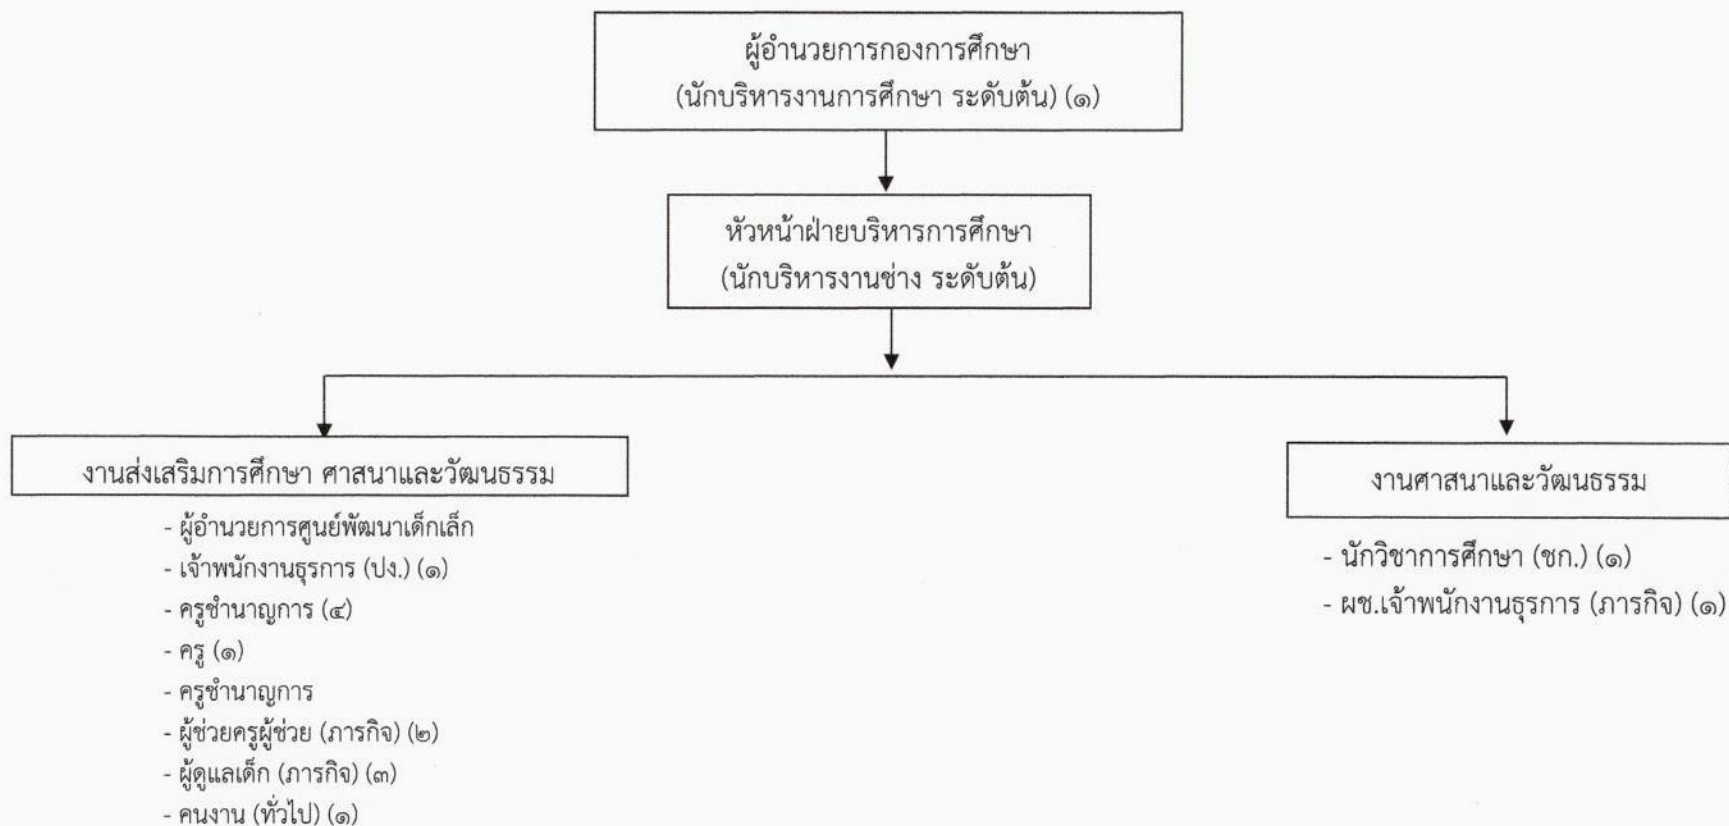 ผู้อำนวยการกองการศึกษา
(นักบริหารงานการศึกษา ระดับต้น) (๑)
หัวหน้าฝ่ายบริหารการศึกษา
(นักบริหารงานช่าง ระดับต้น)
งานส่งเสริมการศึกษา ศาสนาและวัฒนธรรม
- ผู้อำนวยการศูนย์พัฒนาเด็กเล็ก
- เจ้าพนักงานธุรการ (ปง.) (๑)
- ครูชำนาญการ (๔)
- ครู (๑)
- ครูชำนาญการ
- ผู้ช่วยครูผู้ช่วย (ภารกิจ) (๒)
- ผู้ดูแลเด็ก (ภารกิจ) (๓)
- คนงาน (ทั่วไป) (๑)
งานศาสนาและวัฒนธรรม
- นักวิชาการศึกษา (ชก.) (๑)
- ผช.เจ้าพนักงานธุรการ (ภารกิจ) (๑)